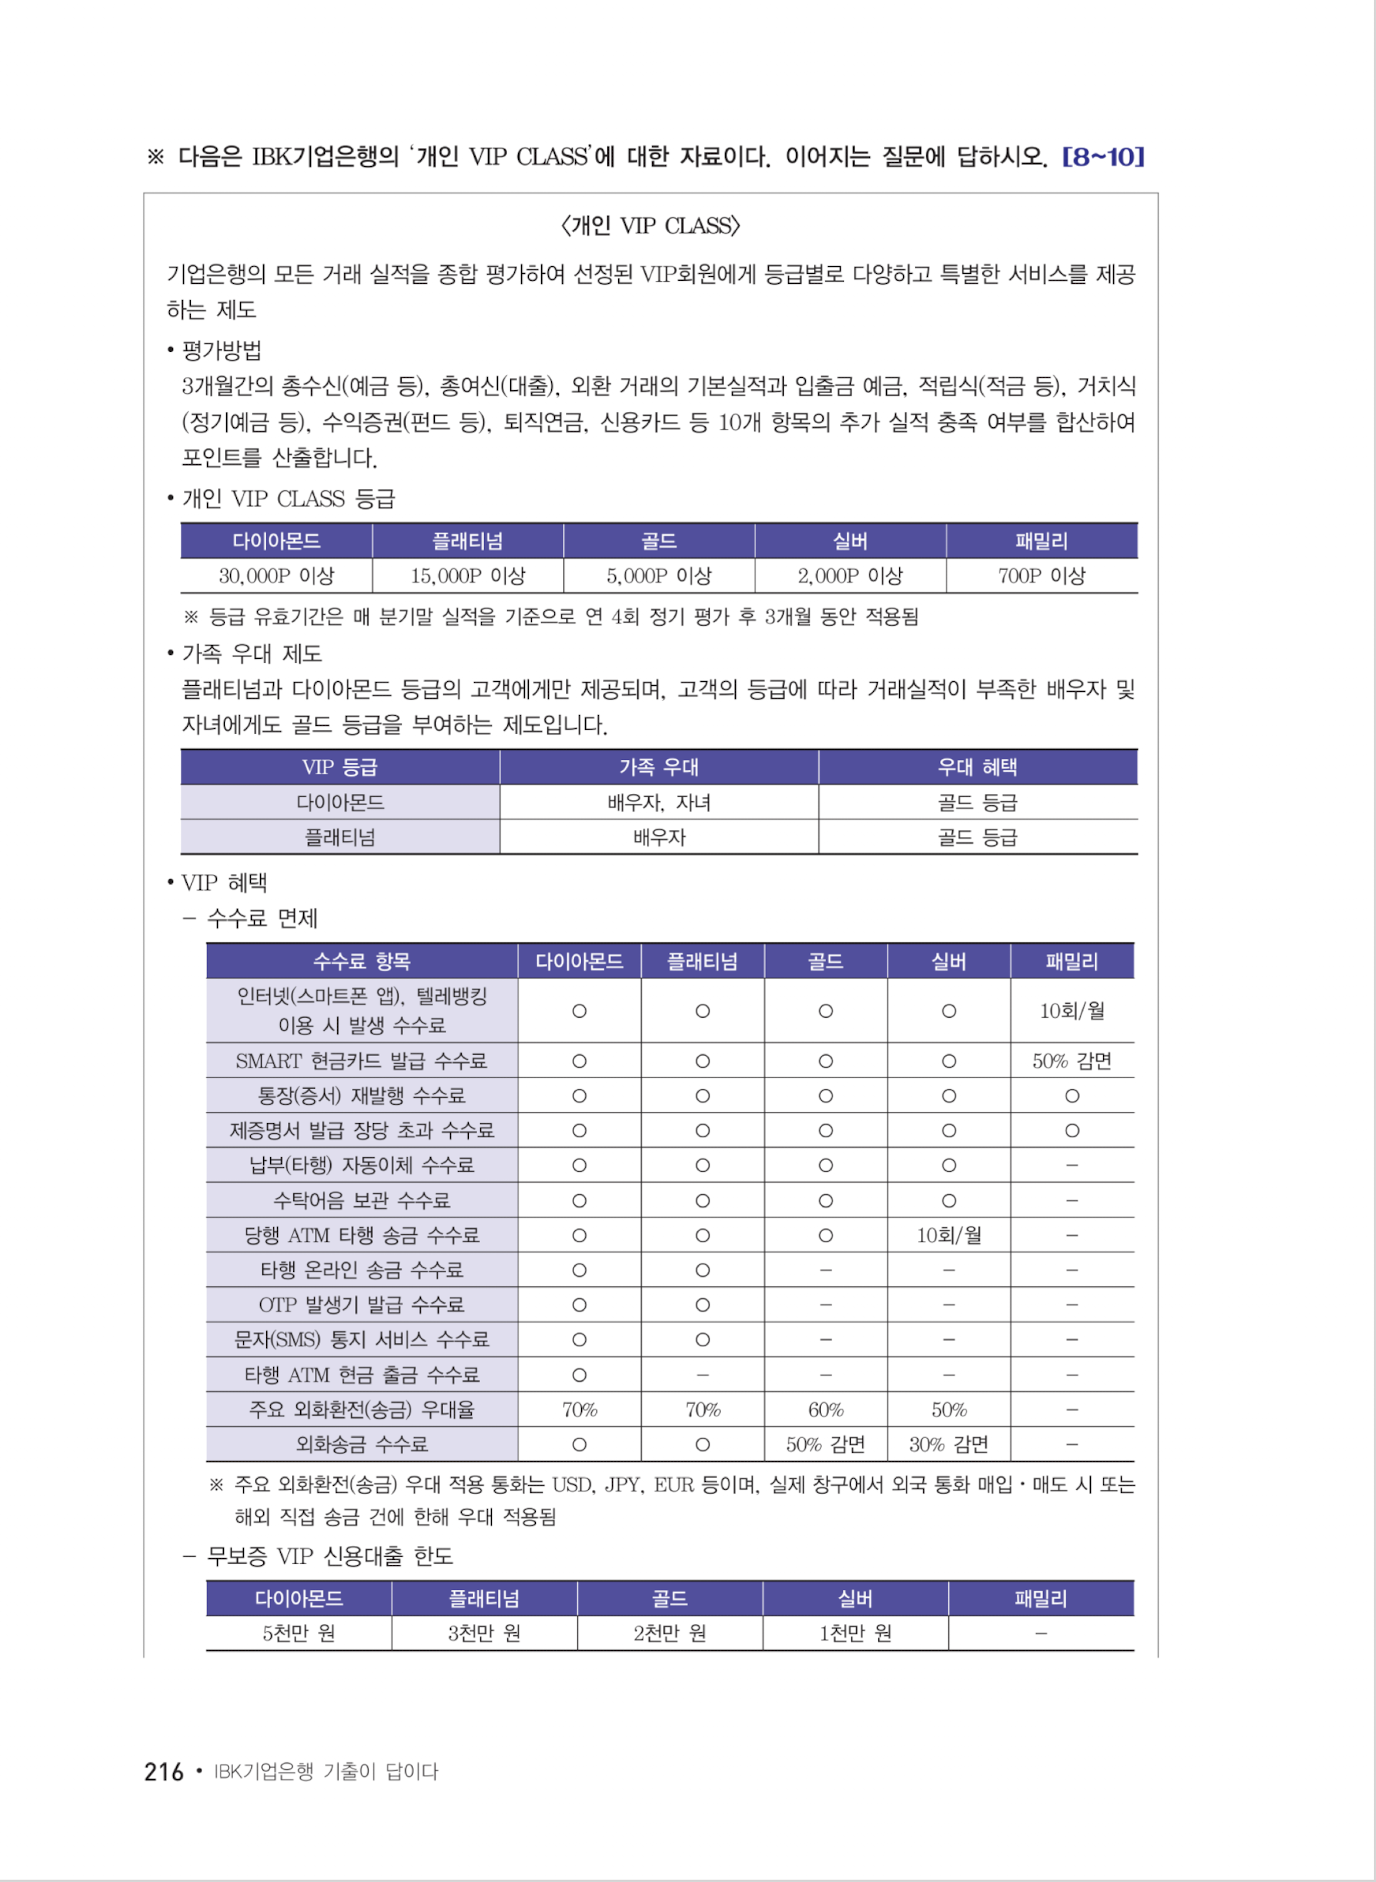 ※ 다음은 IBK기업은행의 ‘개인 VIP CLASS’에 대한 자료이다. 이어지는 질문에 답하시오. [8~10]
〈개인 VIP CLASS〉
기업은행의 모든 거래 실적을 종합 평가하여 선정된 VIP회원에게 등급별로 다양하고 특별한 서비스를 제공
하는 제도
• 평가방법
3개월간의 총수신(예금 등), 총여신(대출), 외환 거래의 기본실적과 입출금 예금, 적립식(적금 등), 거치식
(정기예금 등), 수익증권(펀드 등), 퇴직연금, 신용카드 등 10개 항목의 추가 실적 충족 여부를 합산하여
포인트를 산출합니다.
• 개인 VIP CLASS 등급
다이아몬드 플래티넘 골드 실버 패밀리
30,000P 이상 15,000P 이상 5,000P 이상 2,000P 이상 700P 이상
※ 등급 유효기간은 매 분기말 실적을 기준으로 연 4회 정기 평가 후 3개월 동안 적용됨
• 가족 우대 제도
플래티넘과 다이아몬드 등급의 고객에게만 제공되며, 고객의 등급에 따라 거래실적이 부족한 배우자 및
자녀에게도 골드 등급을 부여하는 제도입니다.
VIP 등급 가족 우대 우대 혜택
다이아몬드 배우자, 자녀 골드 등급
플래티넘 배우자 골드 등급
• VIP 혜택
– 수수료 면제
수수료 항목 다이아몬드 플래티넘 골드 실버 패밀리
인터넷(스마트폰 앱), 텔레뱅킹
이용 시 발생 수수료 ○ ○ ○ ○ 10회/월
SMART 현금카드 발급 수수료 ○ ○ ○ ○ 50% 감면
통장(증서) 재발행 수수료 ○ ○ ○ ○ ○
제증명서 발급 장당 초과 수수료 ○ ○ ○ ○ ○
납부(타행) 자동이체 수수료 ○ ○ ○ ○ –
수탁어음 보관 수수료 ○ ○ ○ ○ –
당행 ATM 타행 송금 수수료 ○ ○ ○ 10회/월 –
타행 온라인 송금 수수료 ○ ○ – – –
OTP 발생기 발급 수수료 ○ ○ – – –
문자(SMS) 통지 서비스 수수료 ○ ○ – – –
타행 ATM 현금 출금 수수료 ○ – – – –
주요 외화환전(송금) 우대율 70% 70% 60% 50% –
외화송금 수수료 ○ ○ 50% 감면 30% 감면 –
※ 주요 외화환전(송금) 우대 적용 통화는 USD, JPY, EUR 등이며, 실제 창구에서 외국 통화 매입・매도 시 또는
해외 직접 송금 건에 한해 우대 적용됨
– 무보증 VIP 신용대출 한도
다이아몬드 플래티넘 골드 실버 패밀리
5천만 원 3천만 원 2천만 원 1천만 원 –
216 • IBK기업은행 기출이 답이다